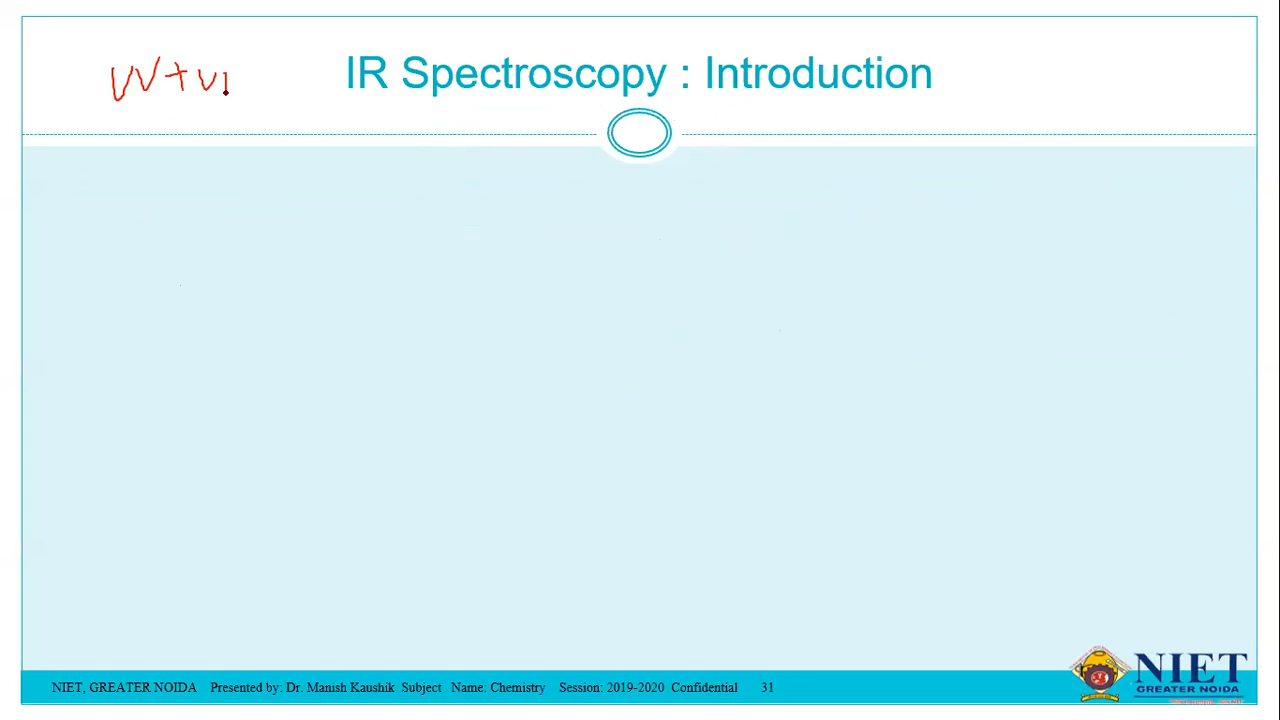 UV + VI
IR Spectroscopy : Introduction
NIET, GREATER NOIDA Presented by: Dr. Manish Kaushik Subject Name: Chemistry Session: 2019-2020 Confidential 31
NIET
GREATER NOIDA